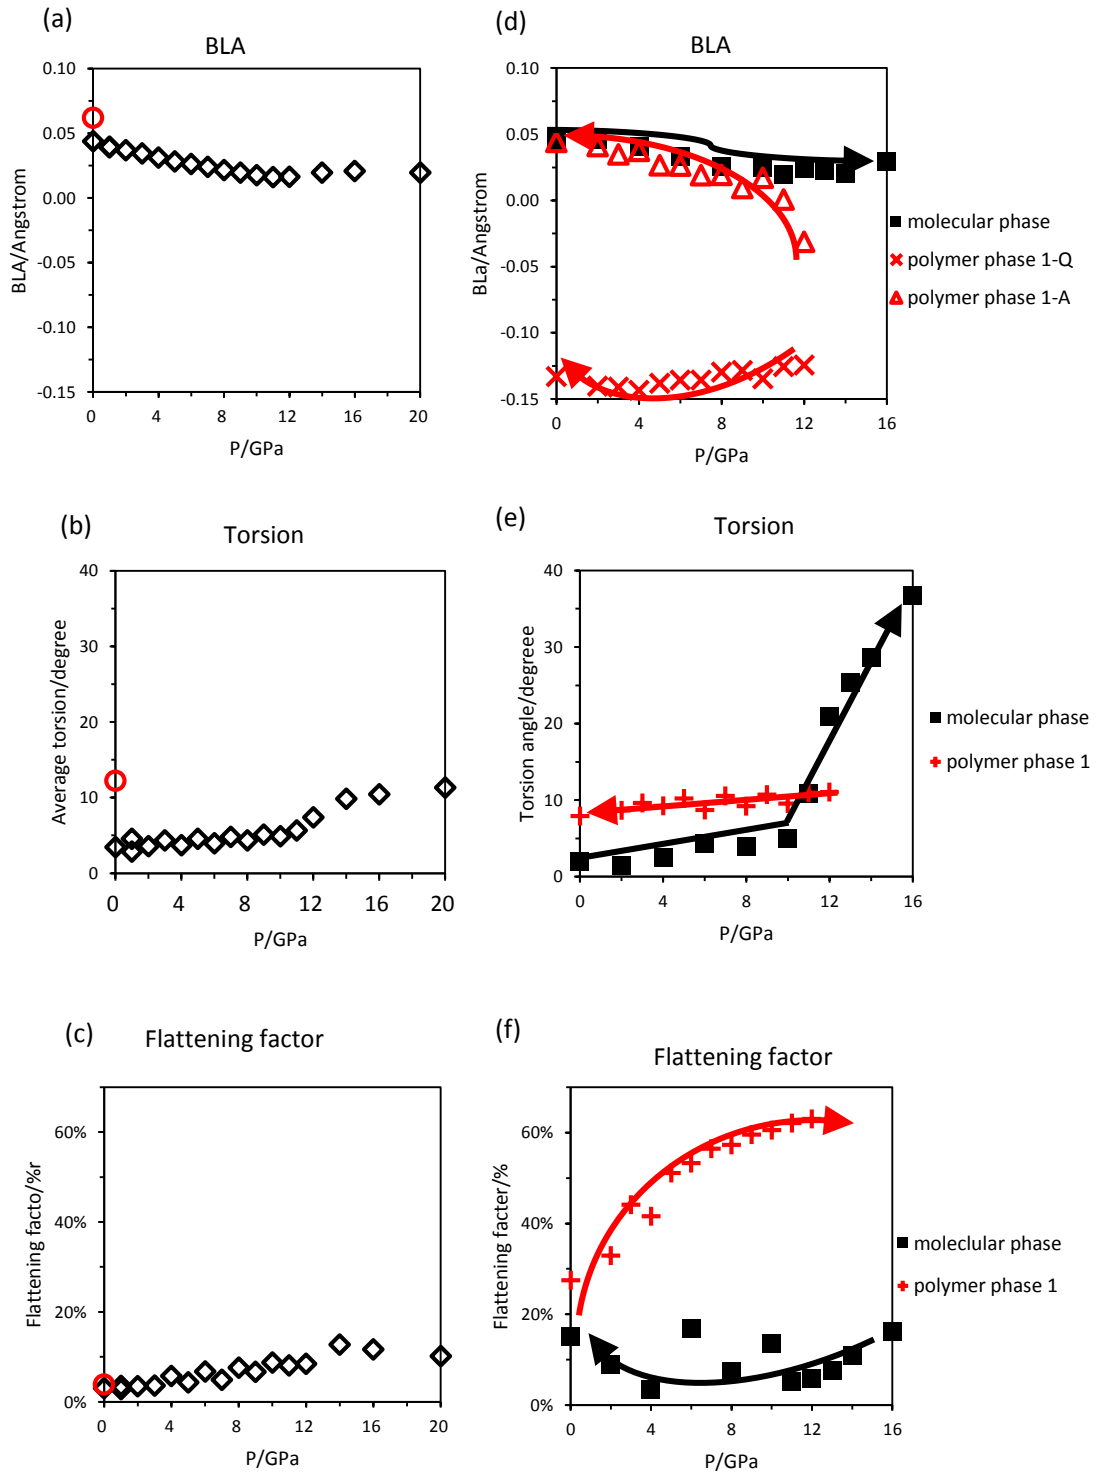 (a)
BLA
BLA/Angstrom
0.10
0.05
0.00
-0.05
-0.10
-0.15
0 4 8 12 16 20
P/GPa
(d)
BLA
BLa/Angstrom
0.10
0.05
0.00
-0.05
-0.10
-0.15
0 4 8 12 16
P/GPa
molecular phase
polymer phase 1-Q
polymer phase 1-A
(b)
Torsion
Average torsion/degree
40
30
20
10
0
0 4 8 12 16 20
P/GPa
(e)
Torsion
Torsion angle/degreee
40
30
20
10
0
0 4 8 12 16
P/GPa
molecular phase
polymer phase 1
(c)
Flattening factor
Flattening facto/%r
60%
40%
20%
0%
0 4 8 12 16 20
P/GPa
(f)
Flattening factor
Flattening facter/%
60%
40%
20%
0%
0 4 8 12 16
P/GPa
moleclular phase
polymer phase 1